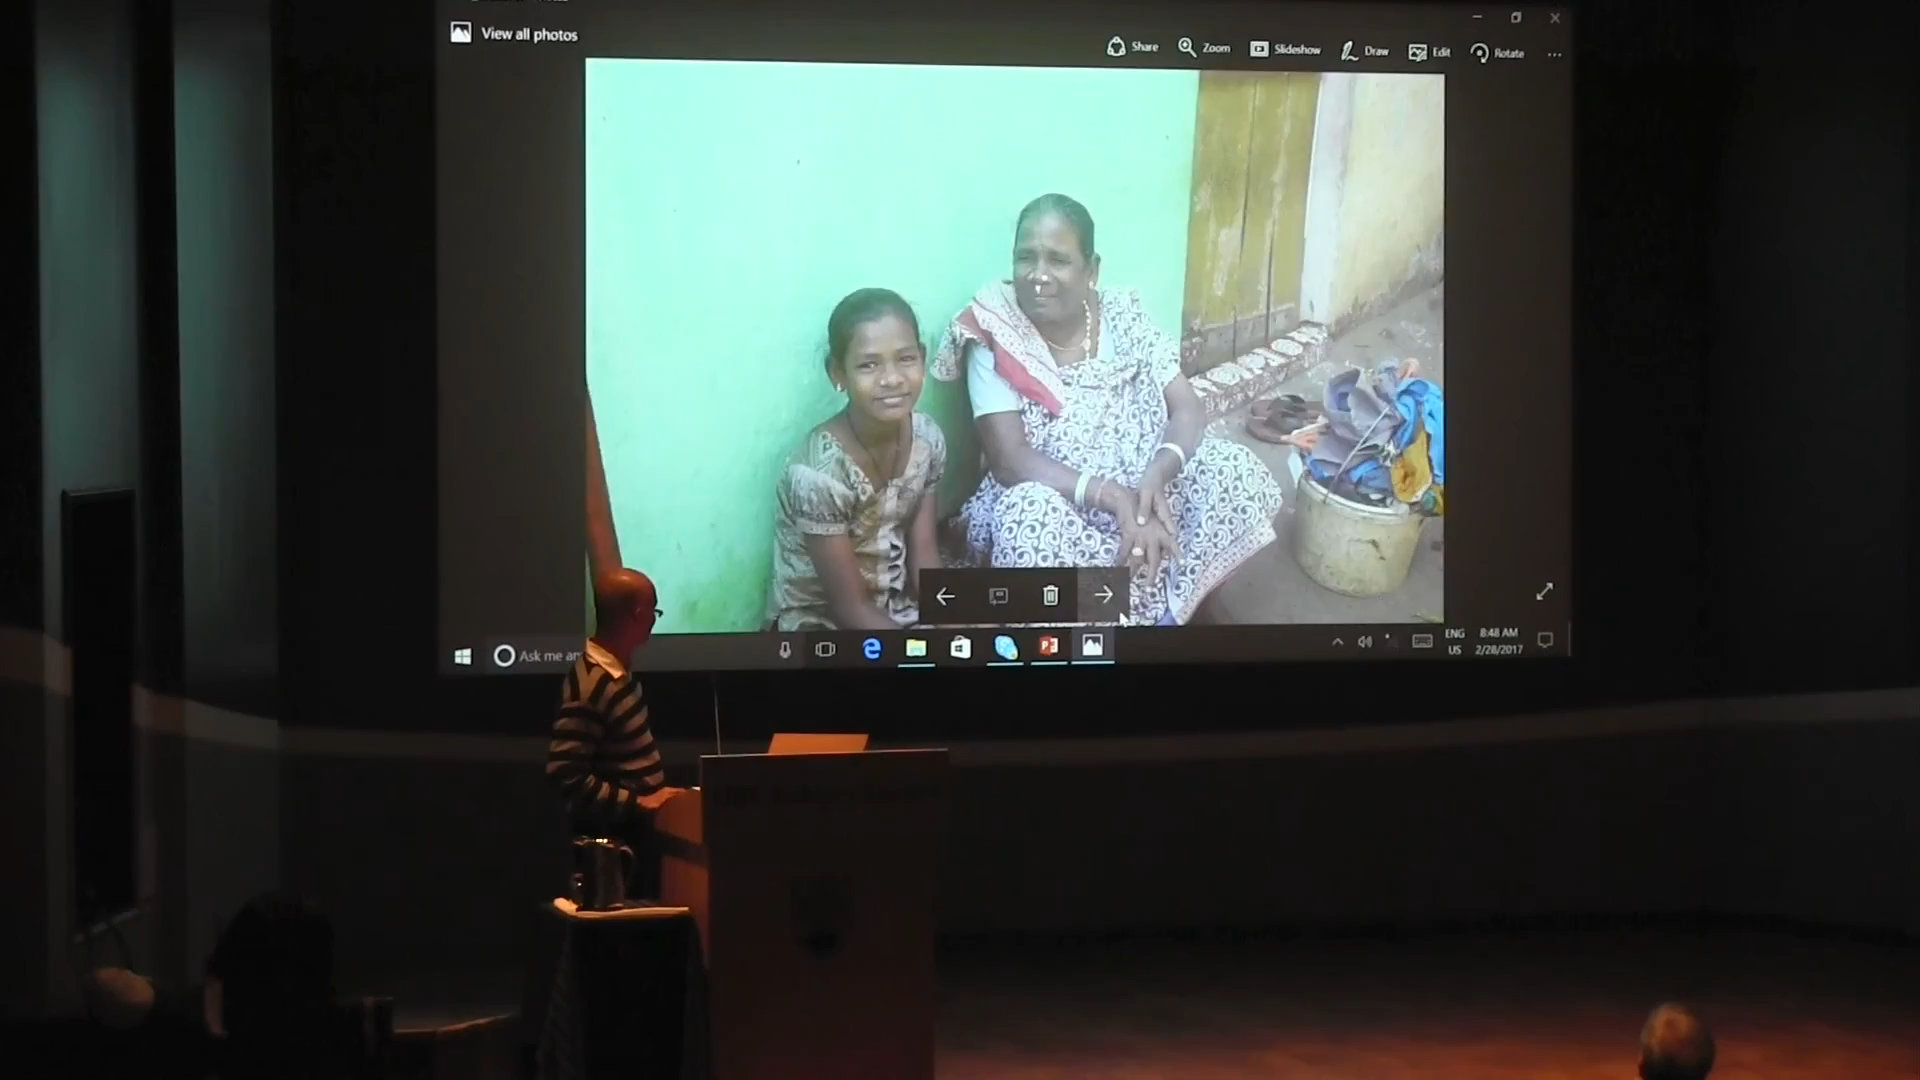 View all photos
Share
Zoom
Slideshow
Draw
Edit
Rotate
Ask me an
ENG
US
8:48 AM
2/28/2017